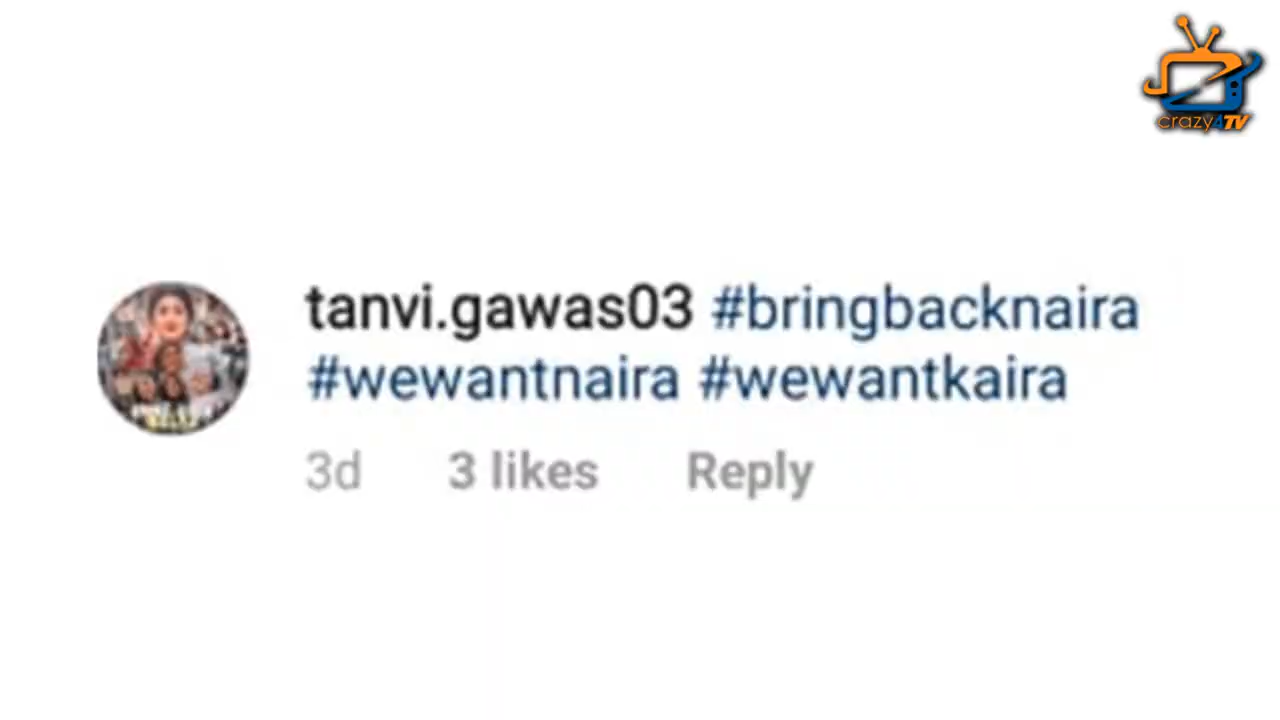 crazy4TV
tanvi.gawas03 #bringbacknaira
#wewantnaira #wewantkaira
3d 3 likes Reply